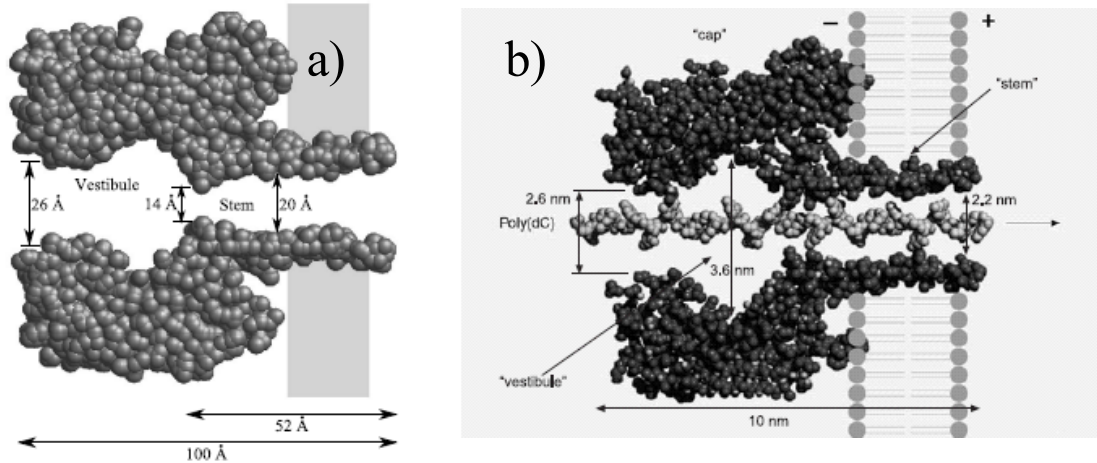 a)
Vestibule
26 Å
14 Å
Stem
20 Å
52 Å
100 Å
b)
"cap"
−
+
"stem"
2.6 nm
2.2 nm
Poly(dC)
3.6 nm
"vestibule"
10 nm